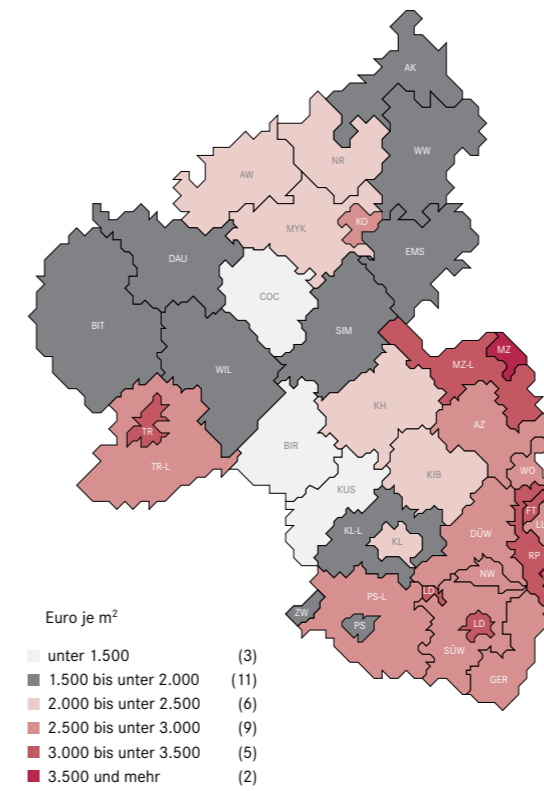 AK
WW
NR
AW
MYK
KO
EMS
DAU
COC
BIT
SIM
WIL
MZ
MZ-L
KH
AZ
TR
BIR
TR-L
KIB
WO
KUS
FT
KL-L
KL
DÜW
LU
RP
NW
PS-L
LD
ZW
PS
LD
SÜW
GER
Euro je m²
unter 1.500 (3)
1.500 bis unter 2.000 (11)
2.000 bis unter 2.500 (6)
2.500 bis unter 3.000 (9)
3.000 bis unter 3.500 (5)
3.500 und mehr (2)